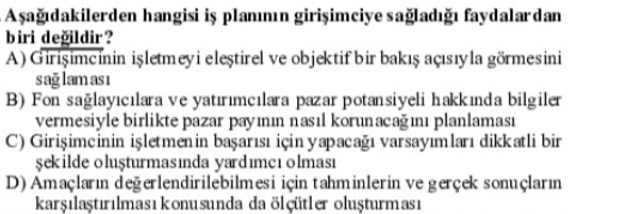 Aşağıdakilerden hangisi iş planının girişimciye sağladığı faydalardan
biri değildir?
A) Girişimcinin işletmeyi eleştirel ve objektif bir bakış açısıyla görmesini
sağlaması
B) Fon sağlayıcılara ve yatırımcılara pazar potansiyeli hakkında bilgiler
vermesiyle birlikte pazar payının nasıl korunacağını planlaması
C) Girişimcinin işletmenin başarısı için yapacağı varsayımları dikkatli bir
şekilde oluşturmasında yardımcı olması
D) Amaçların değerlendirilebilmesi için tahminlerin ve gerçek sonuçların
karşılaştırılması konusunda da ölçütler oluşturması